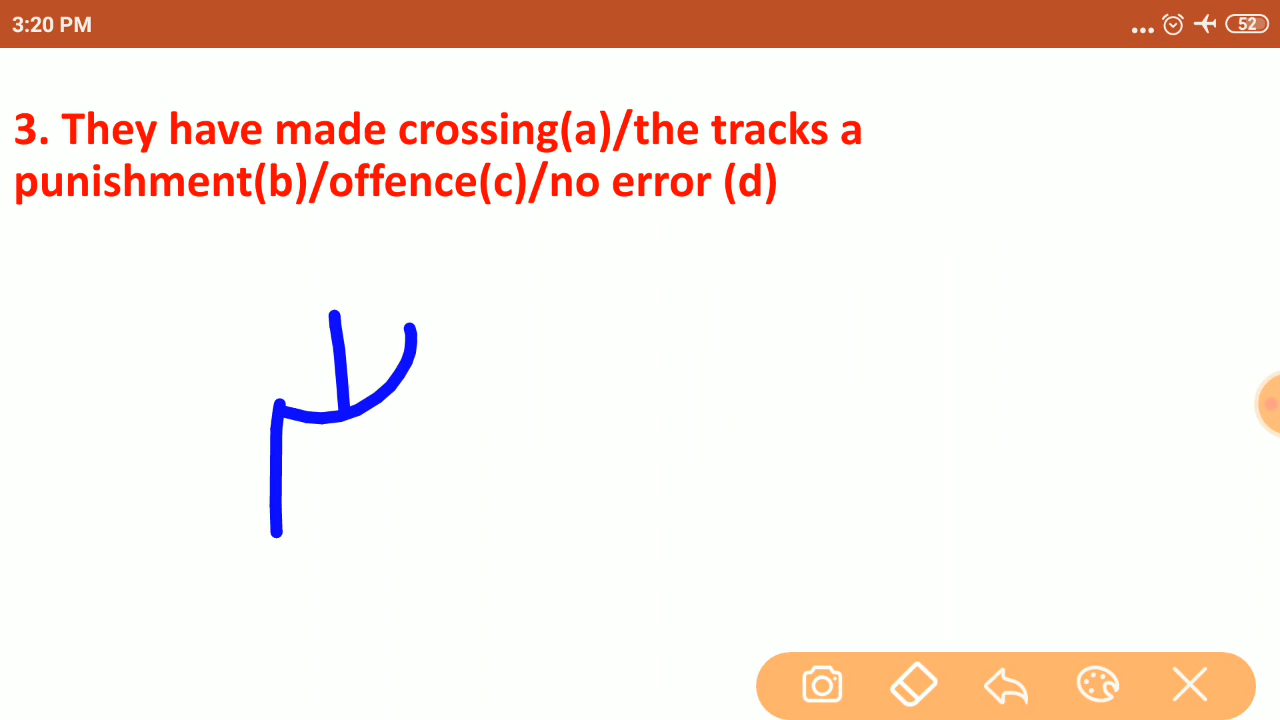 3:20 PM
52
3. They have made crossing(a)/the tracks a
punishment(b)/offence(c)/no error (d)